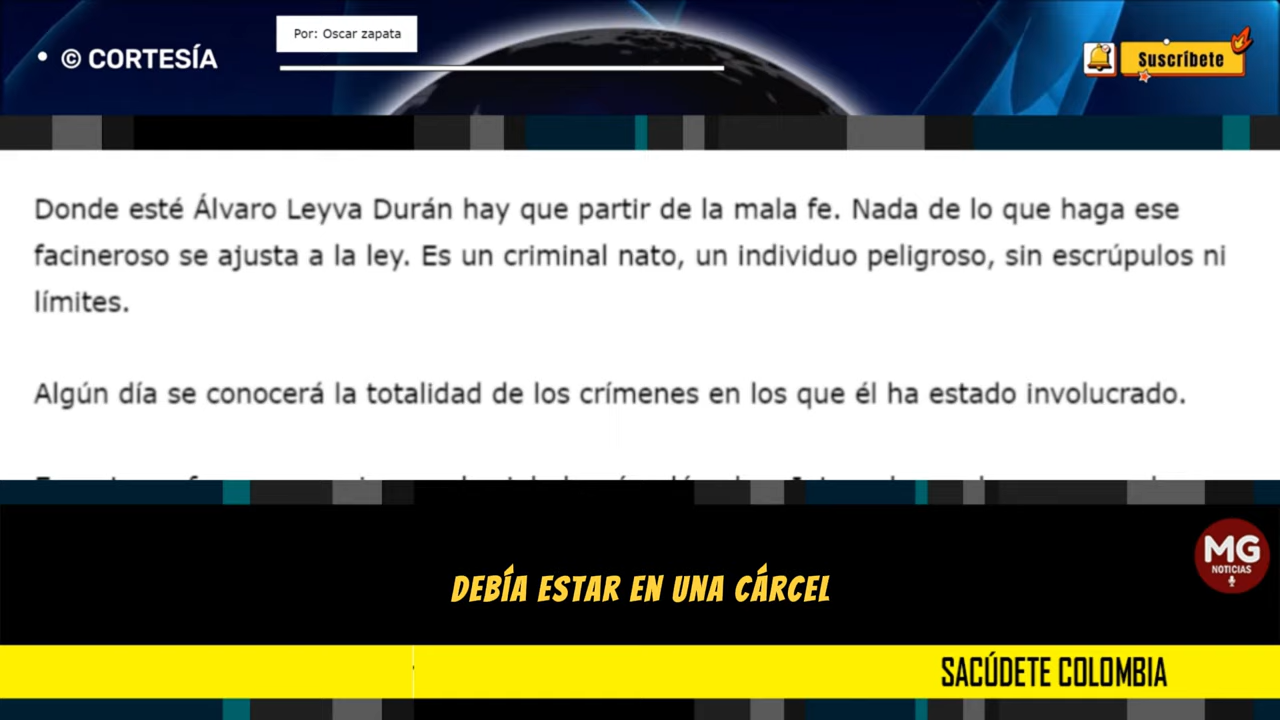 • © CORTESÍA
Por: Oscar zapata
Suscríbete
Donde esté Álvaro Leyva Durán hay que partir de la mala fe. Nada de lo que haga ese
facineroso se ajusta a la ley. Es un criminal nato, un individuo peligroso, sin escrúpulos ni
límites.
Algún día se conocerá la totalidad de los crímenes en los que él ha estado involucrado.
MG
NOTICIAS
DEBÍA ESTAR EN UNA CÁRCEL
SACÚDETE COLOMBIA